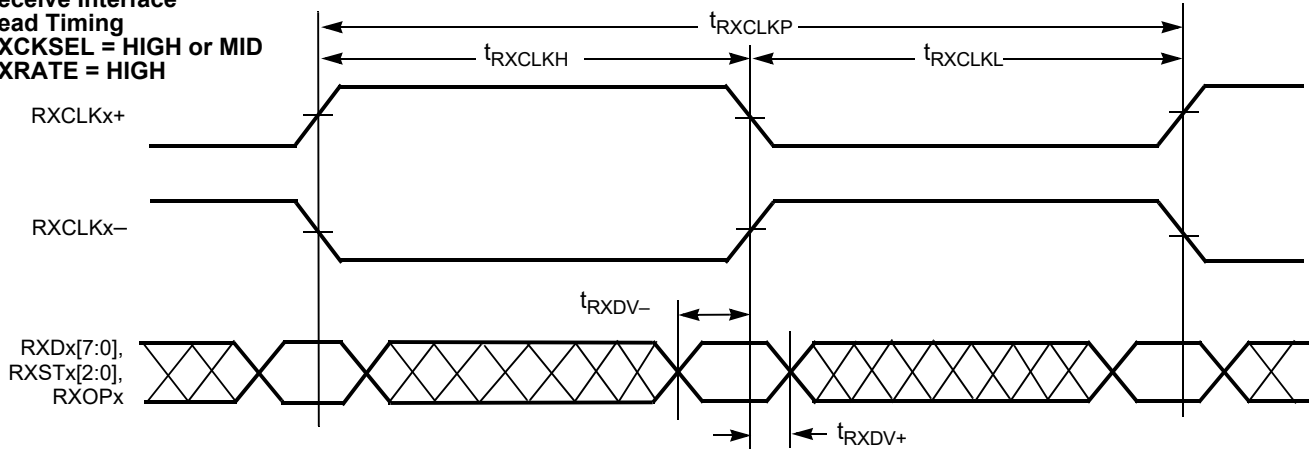 eceive Interface
ead Timing
XCKSEL = HIGH or MID
XRATE = HIGH
tRXCLKP
tRXCLKH
tRXCLKL
RXCLKx+
RXCLKx–
tRXDV–
RXDx[7:0],
RXSTx[2:0],
RXOPx
tRXDV+